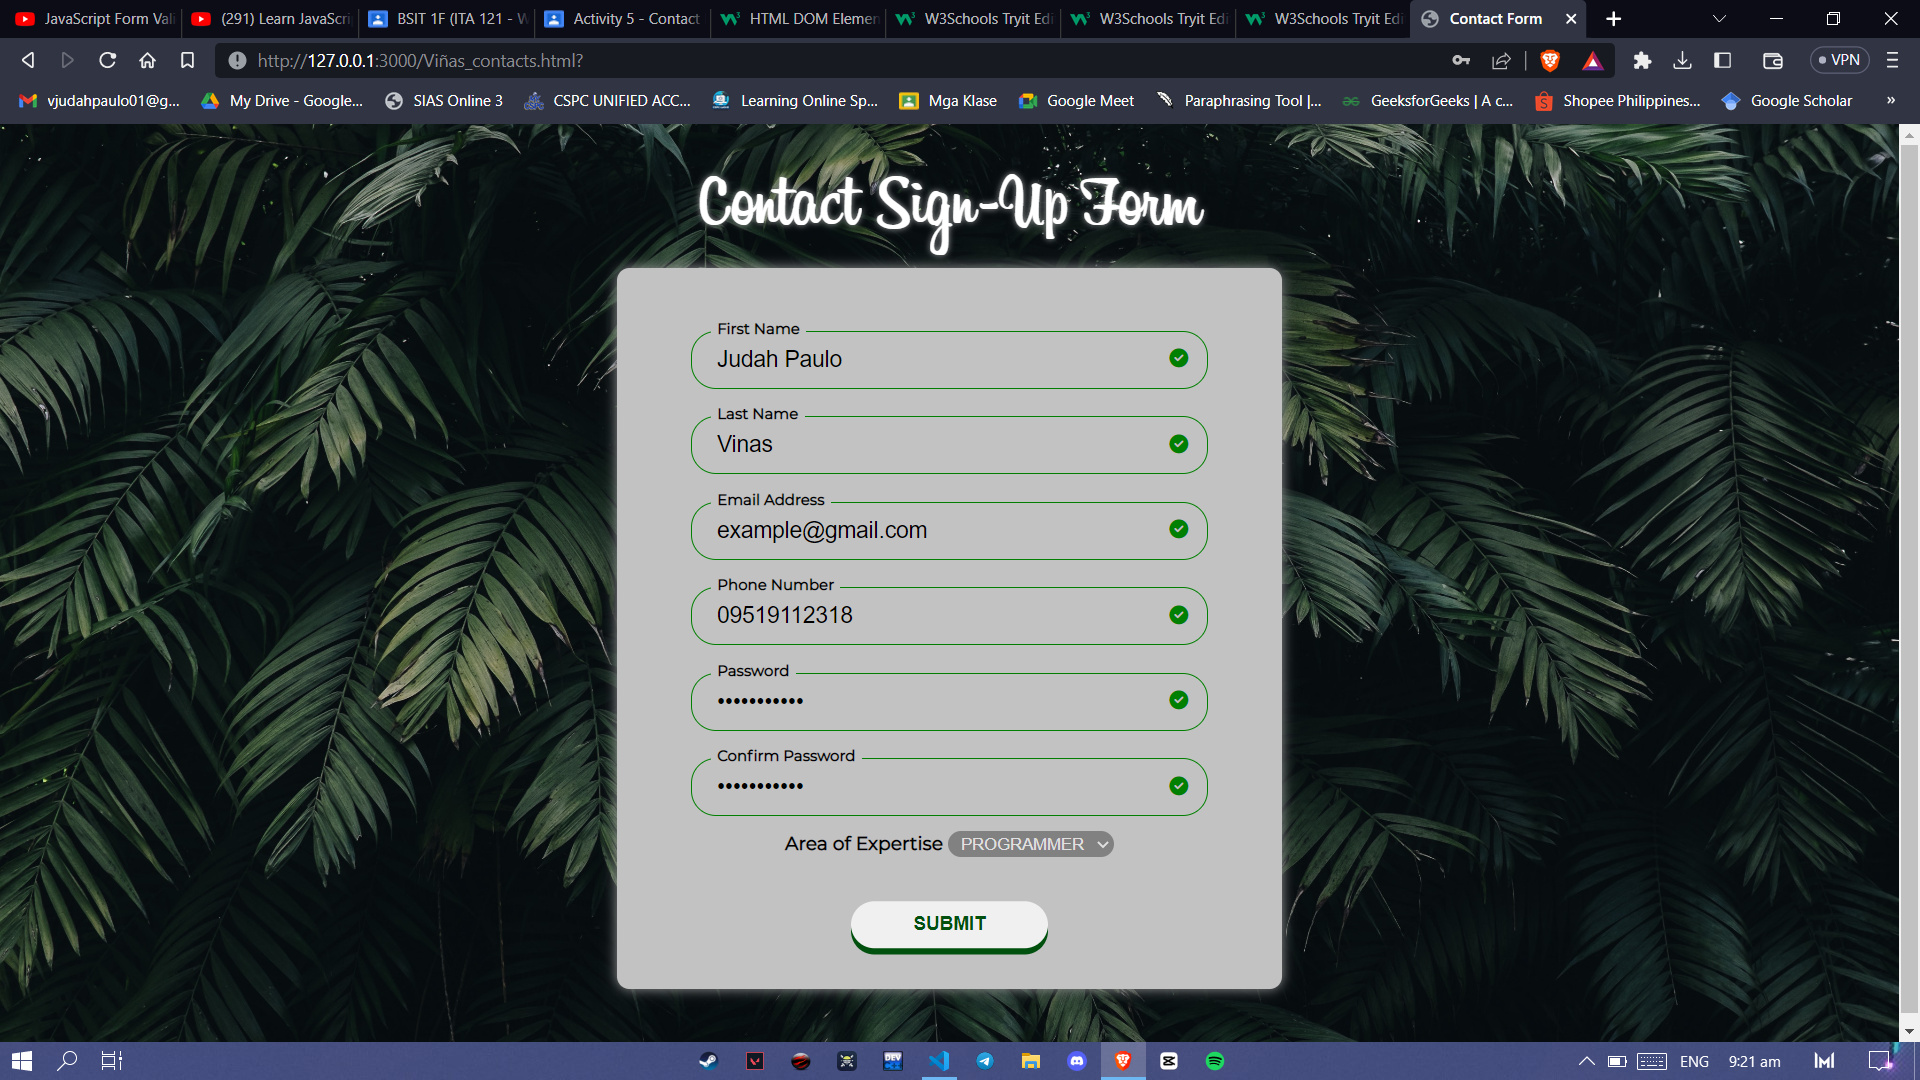 JavaScript Form Vali
(291) Learn JavaScri
BSIT 1F (ITA 121 - W
Activity 5 - Contact
HTML DOM Elemen
W3Schools Tryit Edi
W3Schools Tryit Edi
W3Schools Tryit Edi
Contact Form
http://127.0.0.1:3000/Viñas_contacts.html?
VPN
vjudahpaulo01@g...
My Drive - Google...
SIAS Online 3
CSPC UNIFIED ACC...
Learning Online Sp...
Mga Klase
Google Meet
Paraphrasing Tool |...
GeeksforGeeks | A c...
Shopee Philippines...
Google Scholar
»
Contact Sign-Up Form
First Name
Judah Paulo
Last Name
Vinas
Email Address
example@gmail.com
Phone Number
09519112318
Password
•••••••••••
Confirm Password
•••••••••••
Area of Expertise PROGRAMMER
SUBMIT
DEV
ENG
9:21 am